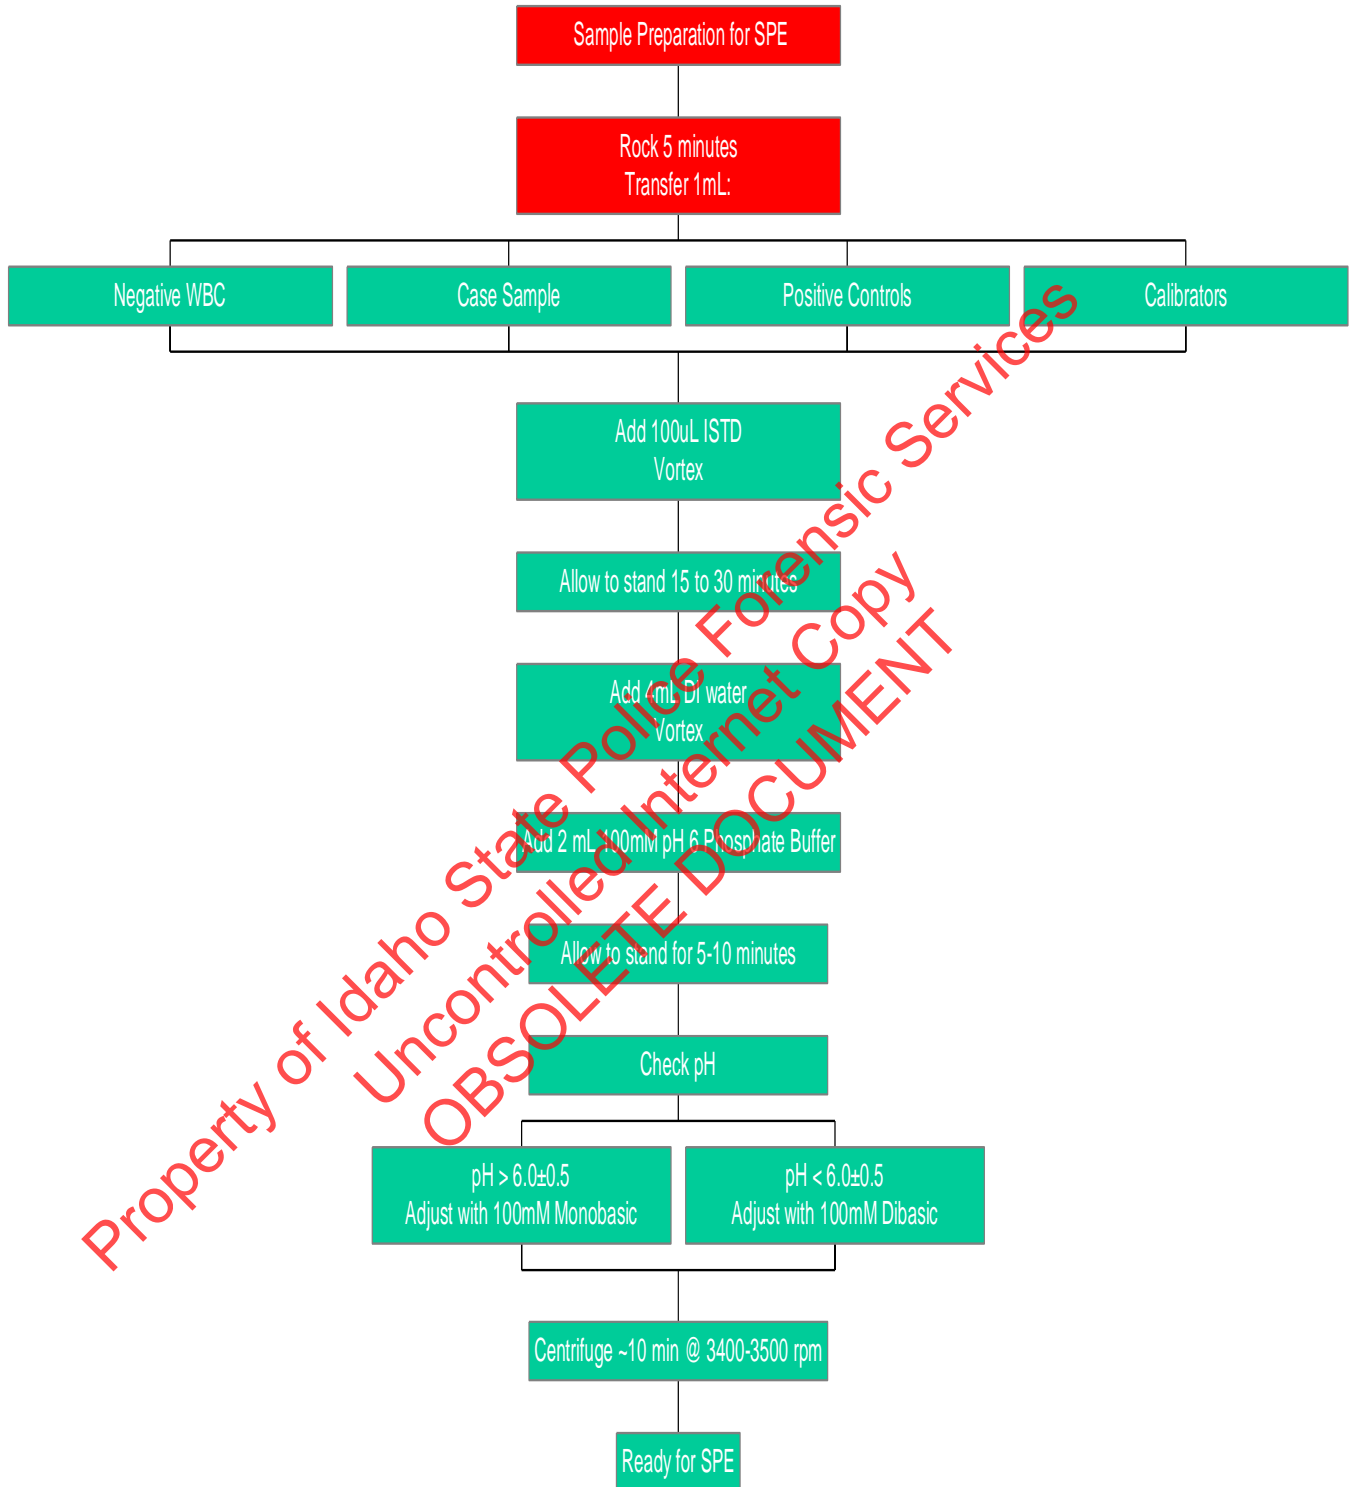 Sample Preparation for SPE
Rock 5 minutes
Transfer 1mL:
Negative WBC
Case Sample
Positive Controls
Calibrators
Add 100uL ISTD
Vortex
Allow to stand 15 to 30 minutes
Add 4mL DI water
Vortex
Add 2 mL 100mM pH 6 Phosphate Buffer
Allow to stand for 5-10 minutes
Check pH
pH > 6.0±0.5
Adjust with 100mM Monobasic
pH < 6.0±0.5
Adjust with 100mM Dibasic
Centrifuge ~10 min @ 3400-3500 rpm
Ready for SPE
Property of Idaho State Police Forensic Services
Uncontrolled Internet Copy
OBSOLETE DOCUMENT